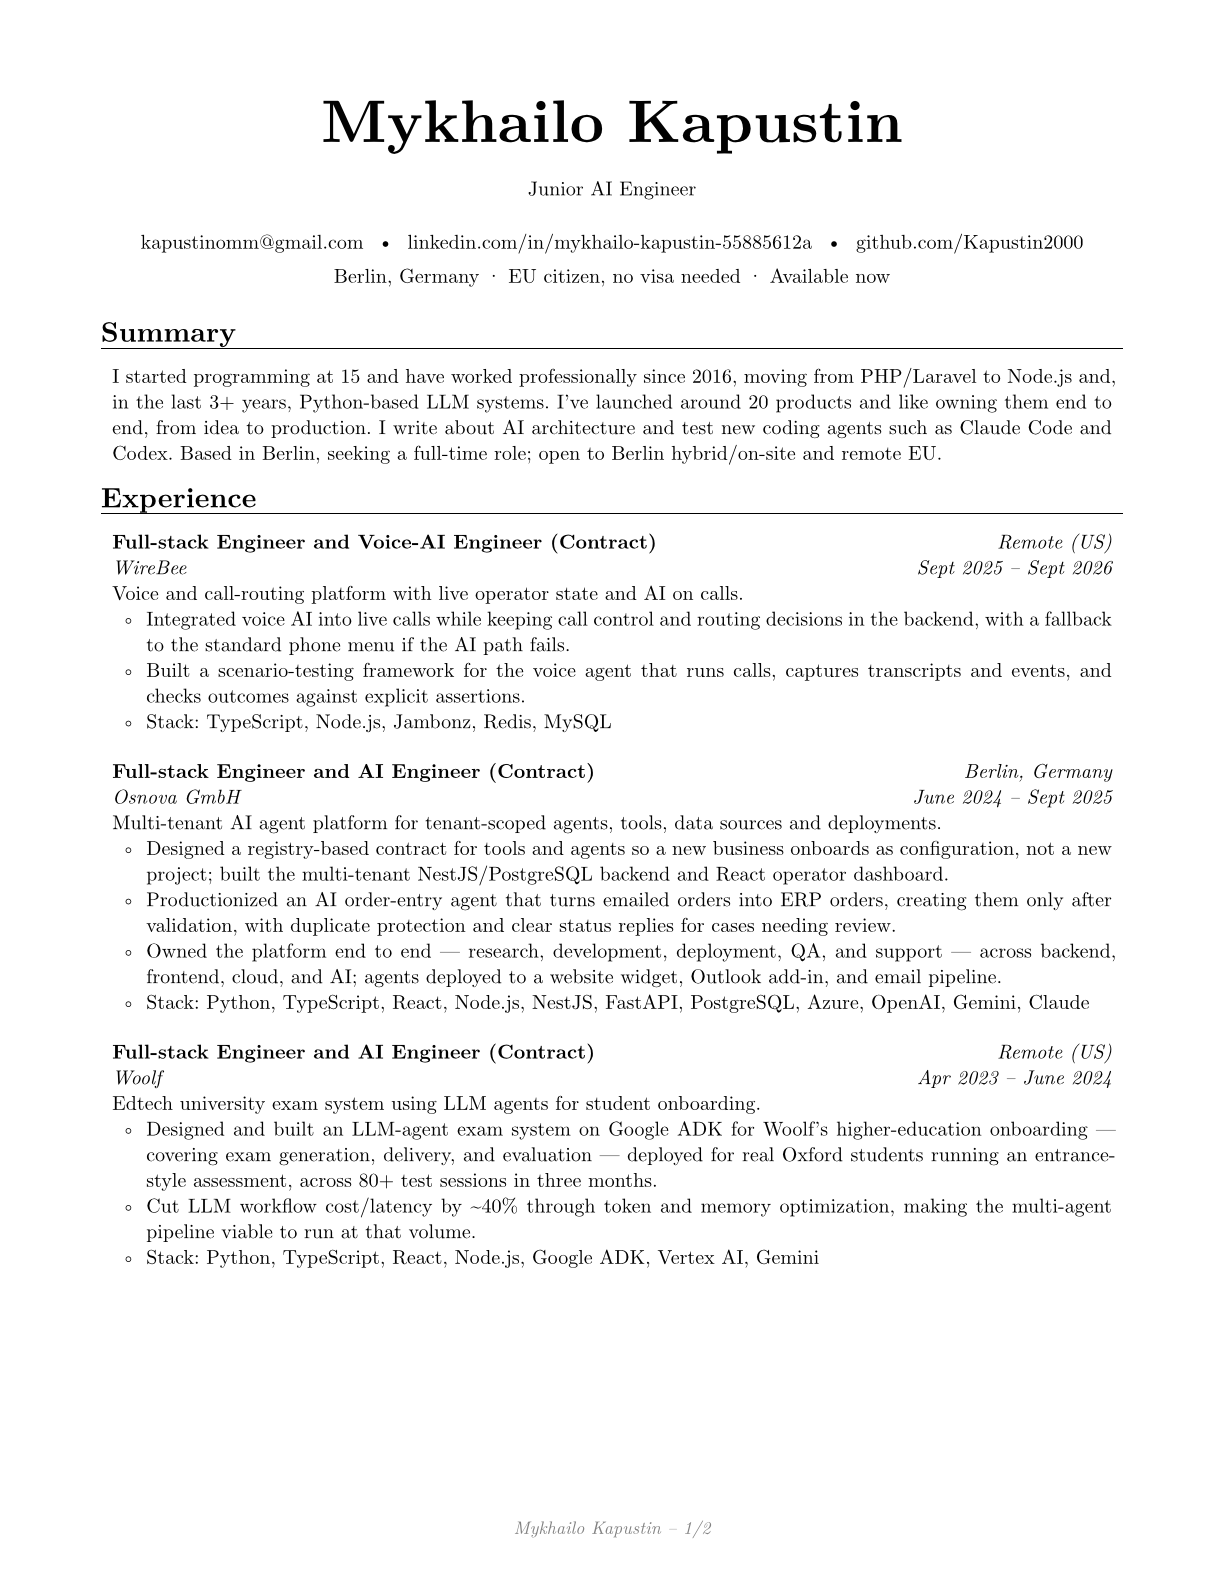 Mykhailo Kapustin
Junior AI Engineer
kapustinomm@gmail.com • linkedin.com/in/mykhailo-kapustin-55885612a • github.com/Kapustin2000
Berlin, Germany · EU citizen, no visa needed · Available now
Summary
I started programming at 15 and have worked professionally since 2016, moving from PHP/Laravel to Node.js and,
in the last 3+ years, Python-based LLM systems. I've launched around 20 products and like owning them end to
end, from idea to production. I write about AI architecture and test new coding agents such as Claude Code and
Codex. Based in Berlin, seeking a full-time role; open to Berlin hybrid/on-site and remote EU.
Experience
Full-stack Engineer and Voice-AI Engineer (Contract) Remote (US)
WireBee Sept 2025 – Sept 2026
Voice and call-routing platform with live operator state and AI on calls.
◦ Integrated voice AI into live calls while keeping call control and routing decisions in the backend, with a fallback
to the standard phone menu if the AI path fails.
◦ Built a scenario-testing framework for the voice agent that runs calls, captures transcripts and events, and
checks outcomes against explicit assertions.
◦ Stack: TypeScript, Node.js, Jambonz, Redis, MySQL
Full-stack Engineer and AI Engineer (Contract) Berlin, Germany
Osnova GmbH June 2024 – Sept 2025
Multi-tenant AI agent platform for tenant-scoped agents, tools, data sources and deployments.
◦ Designed a registry-based contract for tools and agents so a new business onboards as configuration, not a new
project; built the multi-tenant NestJS/PostgreSQL backend and React operator dashboard.
◦ Productionized an AI order-entry agent that turns emailed orders into ERP orders, creating them only after
validation, with duplicate protection and clear status replies for cases needing review.
◦ Owned the platform end to end — research, development, deployment, QA, and support — across backend,
frontend, cloud, and AI; agents deployed to a website widget, Outlook add-in, and email pipeline.
◦ Stack: Python, TypeScript, React, Node.js, NestJS, FastAPI, PostgreSQL, Azure, OpenAI, Gemini, Claude
Full-stack Engineer and AI Engineer (Contract) Remote (US)
Woolf Apr 2023 – June 2024
Edtech university exam system using LLM agents for student onboarding.
◦ Designed and built an LLM-agent exam system on Google ADK for Woolf's higher-education onboarding —
covering exam generation, delivery, and evaluation — deployed for real Oxford students running an entrance-
style assessment, across 80+ test sessions in three months.
◦ Cut LLM workflow cost/latency by ~40% through token and memory optimization, making the multi-agent
pipeline viable to run at that volume.
◦ Stack: Python, TypeScript, React, Node.js, Google ADK, Vertex AI, Gemini
Mykhailo Kapustin – 1/2